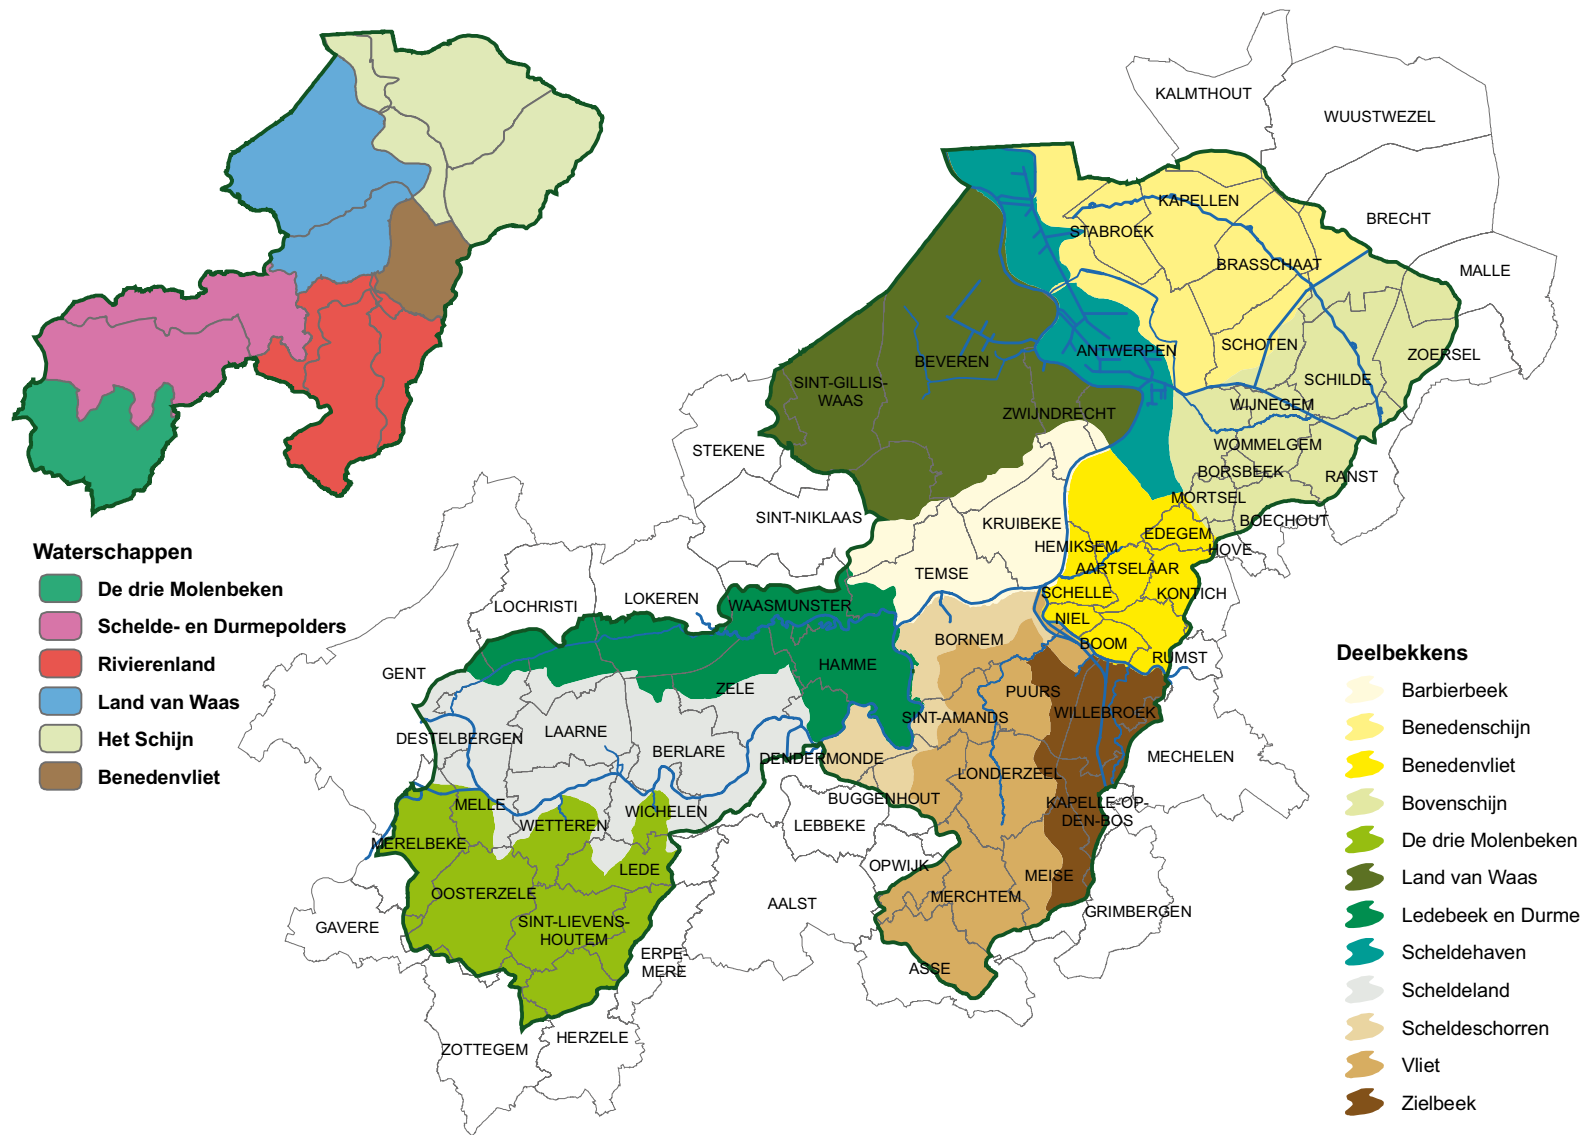 KALMTHOUT
WUUSTWEZEL
KAPELLEN
BRECHT
STABROEK
BRASSCHAAT
MALLE
ANTWERPEN
SCHOTEN
ZOERSEL
BEVEREN
SINT-GILLIS-
WAAS
SCHILDE
WIJNEGEM
ZWIJNDRECHT
STEKENE
WOMMELGEM
BORSBEEK
RANST
MORTSEL
SINT-NIKLAAS
KRUIBEKE
BOECHOUT
EDEGEM
HEMIKSEM
HOVE
AARTSELAAR
TEMSE
SCHELLE
KONTICH
LOKEREN
LOCHRISTI
WAASMUNSTER
NIEL
BORNEM
BOOM
RUMST
HAMME
GENT
ZELE
PUURS
WILLEBROEK
SINT-AMANDS
DESTELBERGEN
LAARNE
BERLARE
DENDERMONDE
MECHELEN
LONDERZEEL
BUGGENHOUT
KAPELLE-OP-
DEN-BOS
MELLE
WICHELEN
WETTEREN
LEBBEKE
MERELBEKE
OPWIJK
LEDE
MEISE
OOSTERZELE
MERCHTEM
AALST
GRIMBERGEN
SINT-LIEVENS-
HOUTEM
GAVERE
ERPE-
MERE
ASSE
HERZELE
ZOTTEGEM
Waterschappen
De drie Molenbeken
Schelde- en Durmepolders
Rivierenland
Land van Waas
Het Schijn
Benedenvliet
Deelbekkens
Barbierbeek
Benedenschijn
Benedenvliet
Bovenschijn
De drie Molenbeken
Land van Waas
Ledebeek en Durme
Scheldehaven
Scheldeland
Scheldeschorren
Vliet
Zielbeek